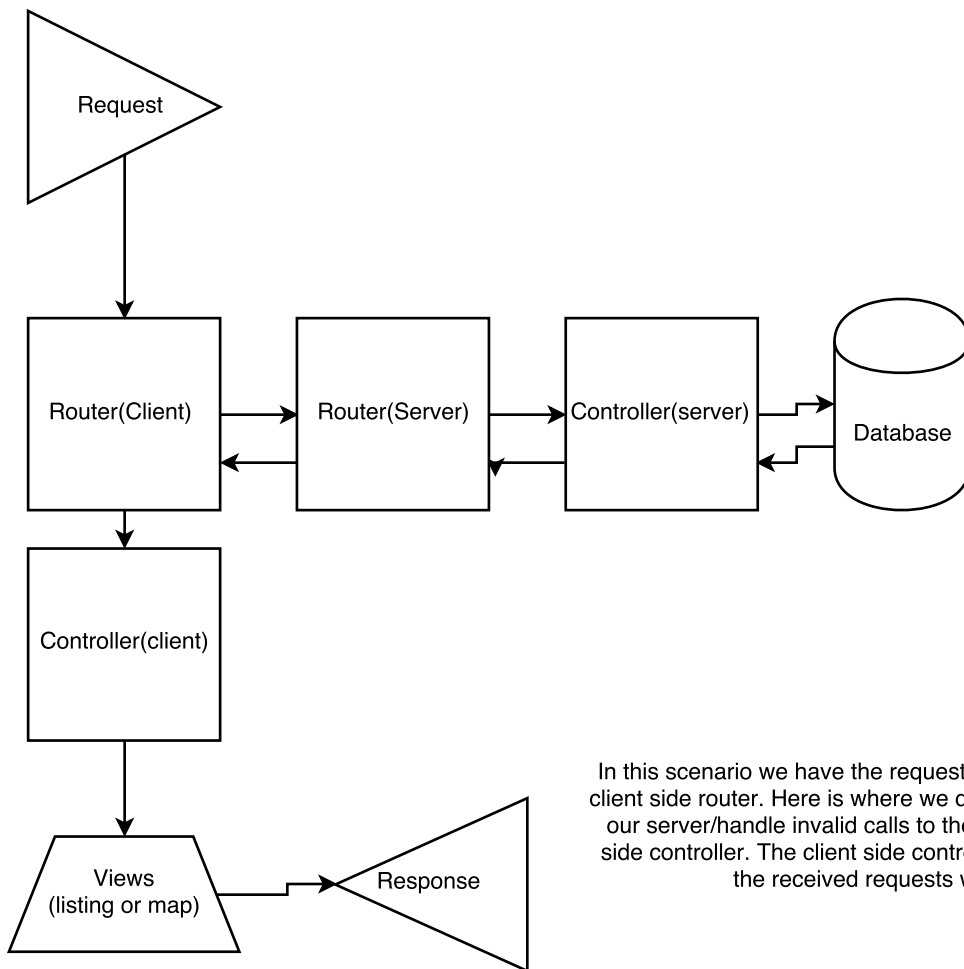 Request
Router(Client)
Router(Server)
Controller(server)
Database
Controller(client)
Views
(listing or map)
Response
In this scenario we have the request
client side router. Here is where we
our server/handle invalid calls to the
side controller. The client side
the received requests